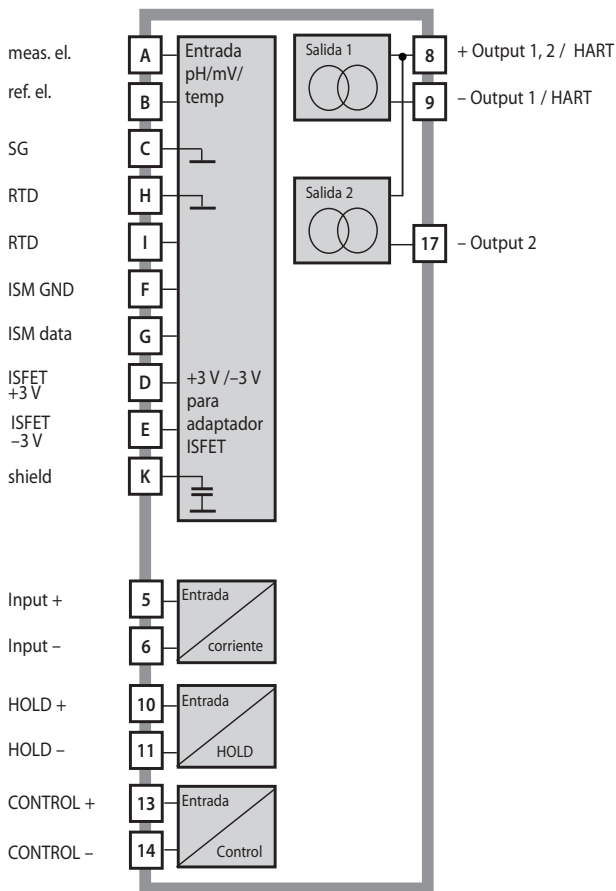 meas. el.
A
Entrada
pH/mV/
temp
ref. el.
B
SG
C
RTD
H
RTD
I
ISM GND
F
ISM data
G
ISFET
+3 V
D
+3 V /–3 V
para
adaptador
ISFET
ISFET
–3 V
E
shield
K
Salida 1
8
+ Output 1, 2 / HART
9
– Output 1 / HART
Salida 2
17
– Output 2
Input +
5
Entrada
Input –
6
corriente
HOLD +
10
Entrada
HOLD –
11
HOLD
CONTROL +
13
Entrada
CONTROL –
14
Control